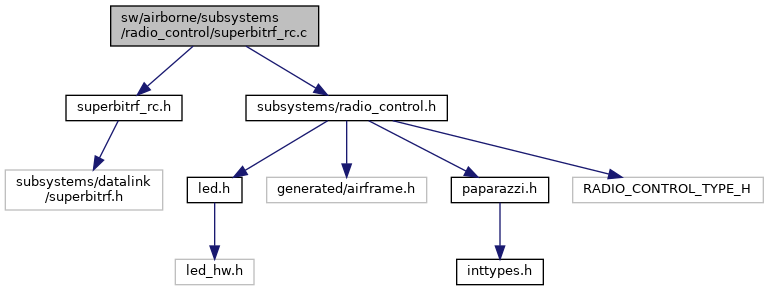 sw/airborne/subsystems
/radio_control/superbitrf_rc.c
superbitrf_rc.h
subsystems/radio_control.h
subsystems/datalink
/superbitrf.h
led.h
generated/airframe.h
paparazzi.h
RADIO_CONTROL_TYPE_H
led_hw.h
inttypes.h